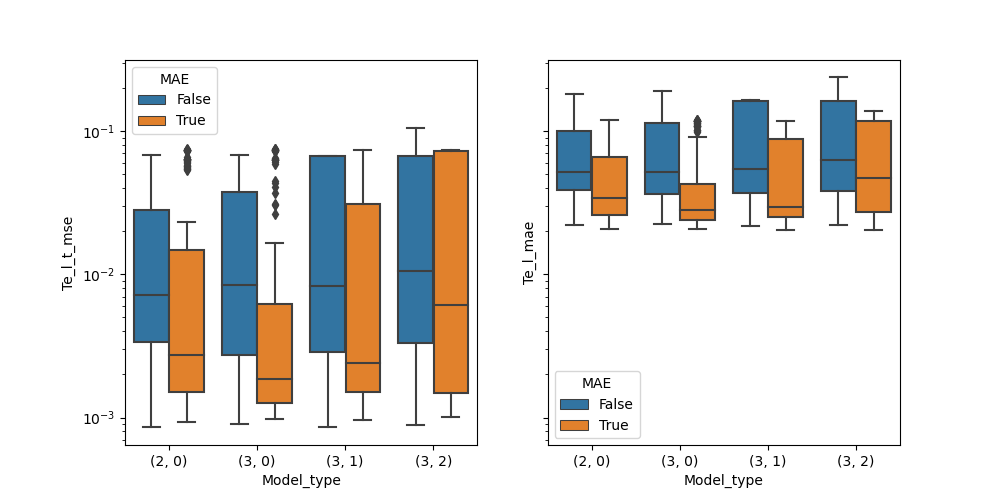 Te_l_t_mse
10⁻¹
10⁻²
10⁻³
MAE
False
True
(2, 0) (3, 0) (3, 1) (3, 2)
Model_type
Te_l_mae
MAE
False
True
(2, 0) (3, 0) (3, 1) (3, 2)
Model_type